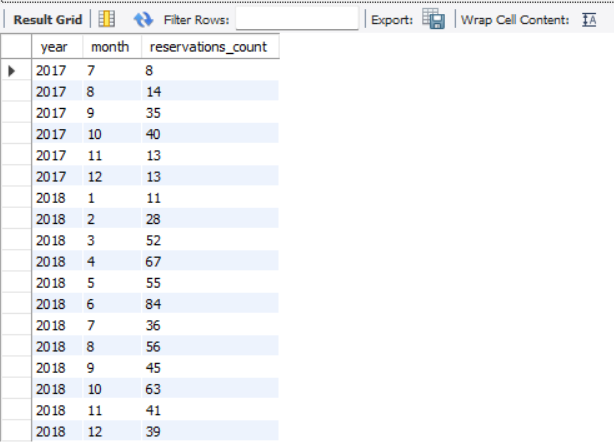 Result Grid Filter Rows: Export: Wrap Cell Content: IA
year month reservations_count
2017 7 8
2017 8 14
2017 9 35
2017 10 40
2017 11 13
2017 12 13
2018 1 11
2018 2 28
2018 3 52
2018 4 67
2018 5 55
2018 6 84
2018 7 36
2018 8 56
2018 9 45
2018 10 63
2018 11 41
2018 12 39